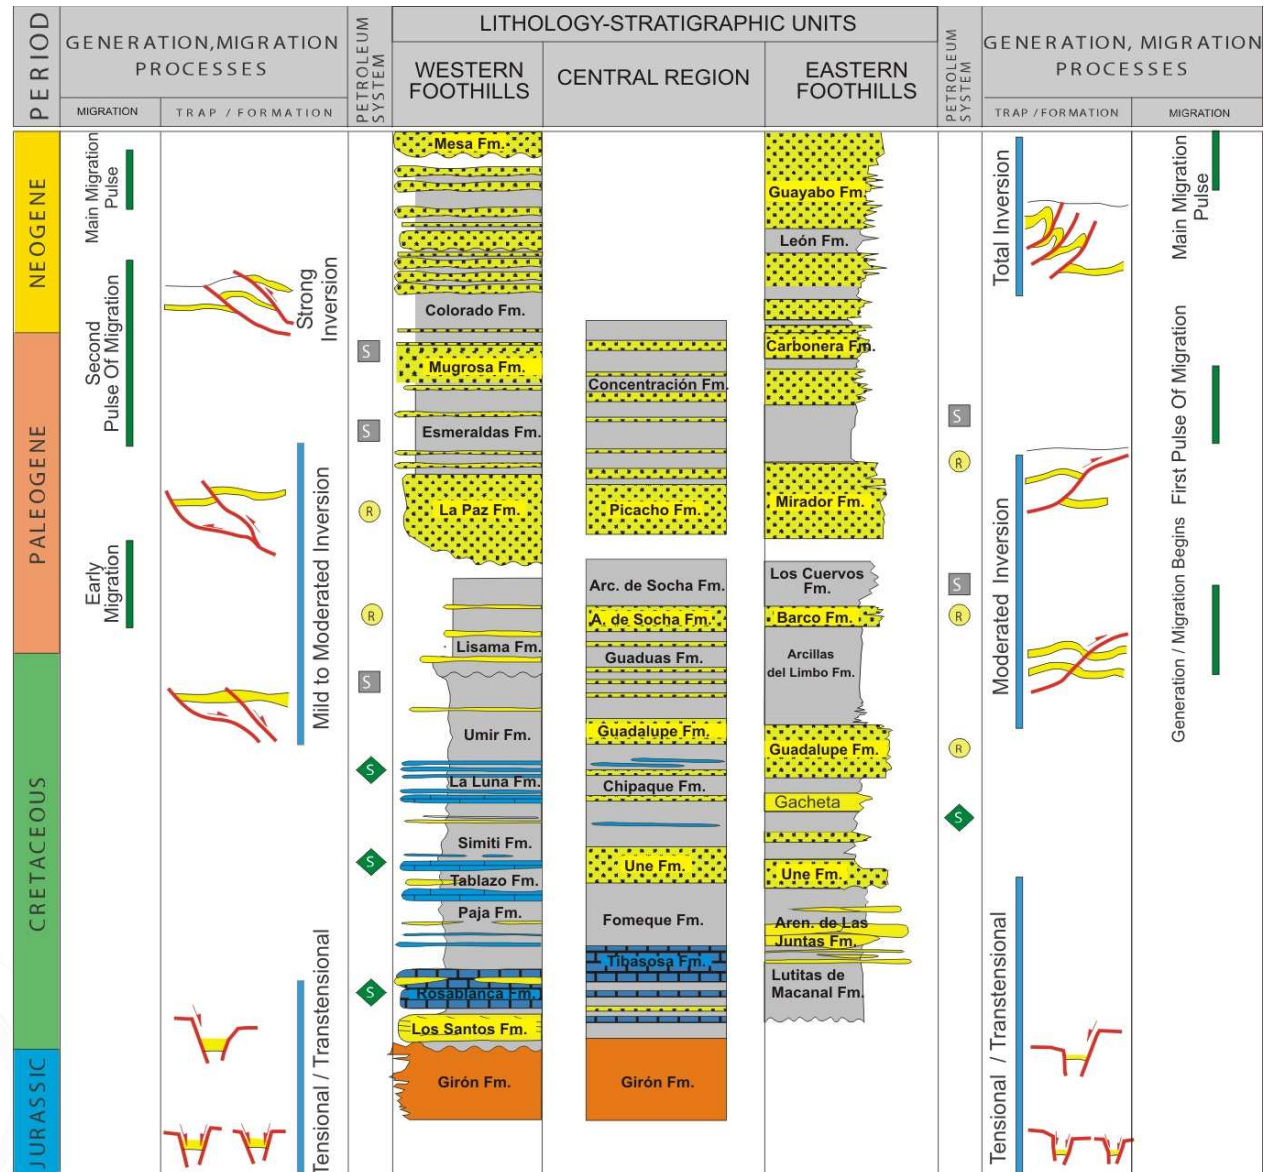 PERIOD
GENERATION,MIGRATION
PROCESSES
MIGRATION
TRAP / FORMATION
PETROLEUM
SYSTEM
LITHOLOGY-STRATIGRAPHIC UNITS
WESTERN
FOOTHILLS
CENTRAL REGION
EASTERN
FOOTHILLS
PETROLEUM
SYSTEM
GENERATION, MIGRATION
PROCESSES
TRAP / FORMATION
MIGRATION
NEOGENE
PALEOGENE
CRETACEOUS
JURASSIC
Main Migration
Pulse
Second
Pulse Of Migration
Early
Migration
Strong
Inversion
Mild to Moderated Inversion
Tensional / Transtensional
S
S
R
R
S
S
S
S
Mesa Fm.
Colorado Fm.
Mugrosa Fm.
Esmeraldas Fm.
La Paz Fm.
Lisama Fm.
Umir Fm.
La Luna Fm.
Simiti Fm.
Tablazo Fm.
Paja Fm.
Rosablanca Fm.
Los Santos Fm.
Girón Fm.
Concentración Fm.
Picacho Fm.
Arc. de Socha Fm.
A. de Socha Fm.
Guaduas Fm.
Guadalupe Fm.
Chipaque Fm.
Une Fm.
Fomeque Fm.
Tibasosa Fm.
Girón Fm.
Guayabo Fm.
León Fm.
Carbonera Fm.
Mirador Fm.
Los Cuervos
Fm.
Barco Fm.
Arcillas
del Limbo Fm.
Guadalupe Fm.
Gacheta
Une Fm.
Aren. de Las
Juntas Fm.
Lutitas de
Macanal Fm.
S
R
S
R
R
S
Total Inversion
Moderated Inversion
Tensional / Transtensional
Main Migration
Pulse
First Pulse Of Migration
Generation / Migration Begins